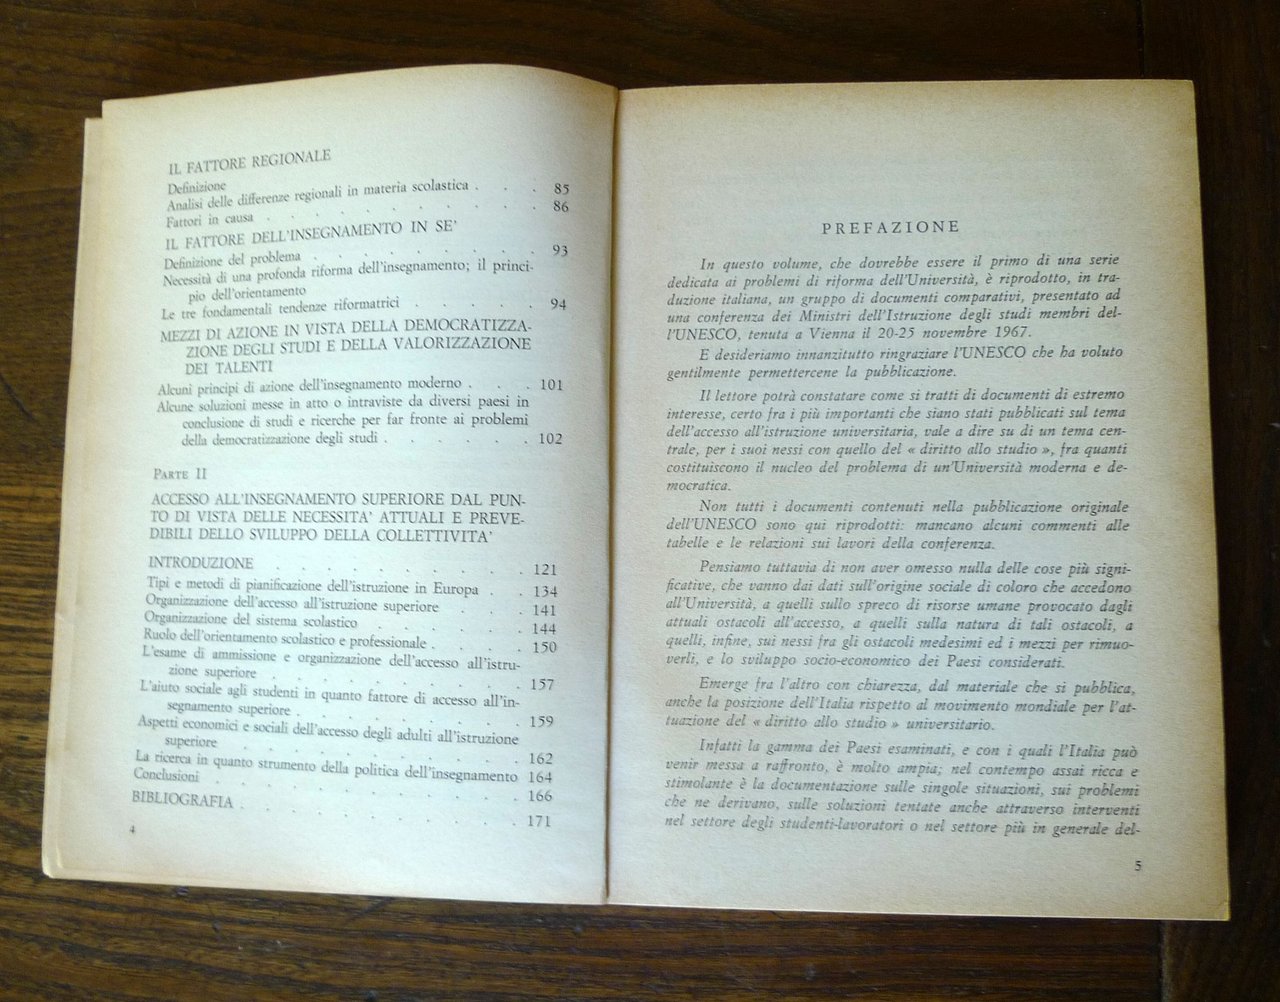 IL FATTORE REGIONALE
Definizione . . . . . . . . . . 85
Analisi delle differenze regionali in materia scolastica . . . 86
Fattori in causa . . . . . . . . . .
IL FATTORE DELL'INSEGNAMENTO IN SE'
Definizione del problema . . . . . . . . 93
Necessità di una profonda riforma dell'insegnamento; il princi-
pio dell'orientamento
Le tre fondamentali tendenze riformatrici . . . . . 94
MEZZI DI AZIONE IN VISTA DELLA DEMOCRATIZZA-
ZIONE DEGLI STUDI E DELLA VALORIZZAZIONE
DEI TALENTI
Alcuni principi di azione dell'insegnamento moderno . . . 101
Alcune soluzioni messe in atto o intraviste da diversi paesi in
conclusione di studi e ricerche per far fronte ai problemi
della democratizzazione degli studi . . . . . . 102
PARTE II
ACCESSO ALL'INSEGNAMENTO SUPERIORE DAL PUN-
TO DI VISTA DELLE NECESSITA' ATTUALI E PREVE-
DIBILI DELLO SVILUPPO DELLA COLLETTIVITA'
INTRODUZIONE . . . . . . . . . 121
Tipi e metodi di pianificazione dell'istruzione in Europa . . 134
Organizzazione dell'accesso all'istruzione superiore . . . 141
Organizzazione del sistema scolastico . . . . . 144
Ruolo dell'orientamento scolastico e professionale . . . . 150
L'esame di ammissione e organizzazione dell'accesso all'istru-
zione superiore . . . . . . . . . 157
L'aiuto sociale agli studenti in quanto fattore di accesso all'in-
segnamento superiore . . . . . . . . 159
Aspetti economici e sociali dell'accesso degli adulti all'istruzione
superiore . . . . . . . . . . 162
La ricerca in quanto strumento della politica dell'insegnamento 164
Conclusioni . . . . . . . . . . 166
BIBLIOGRAFIA . . . . . . . . . 171
4
PREFAZIONE
In questo volume, che dovrebbe essere il primo di una serie
dedicata ai problemi di riforma dell'Università, è riprodotto, in tra-
duzione italiana, un gruppo di documenti comparativi, presentato ad
una conferenza dei Ministri dell'Istruzione degli studi membri del-
l'UNESCO, tenuta a Vienna il 20-25 novembre 1967.
E desideriamo innanzitutto ringraziare l'UNESCO che ha voluto
gentilmente permettercene la pubblicazione.
Il lettore potrà constatare come si tratti di documenti di estremo
interesse, certo fra i più importanti che siano stati pubblicati sul tema
dell'accesso all'istruzione universitaria, vale a dire su di un tema cen-
trale, per i suoi nessi con quello del « diritto allo studio », fra quanti
costituiscono il nucleo del problema di un'Università moderna e de-
mocratica.
Non tutti i documenti contenuti nella pubblicazione originale
dell'UNESCO sono qui riprodotti: mancano alcuni commenti alle
tabelle e le relazioni sui lavori della conferenza.
Pensiamo tuttavia di non aver omesso nulla delle cose più signi-
ficative, che vanno dai dati sull'origine sociale di coloro che accedono
all'Università, a quelli sullo spreco di risorse umane provocato dagli
attuali ostacoli all'accesso, a quelli sulla natura di tali ostacoli, a
quelli, infine, sui nessi fra gli ostacoli medesimi ed i mezzi per rimuo-
verli, e lo sviluppo socio-economico dei Paesi considerati.
Emerge fra l'altro con chiarezza, dal materiale che si pubblica,
anche la posizione dell'Italia rispetto al movimento mondiale per l'at-
tuazione del « diritto allo studio » universitario.
Infatti la gamma dei Paesi esaminati, e con i quali l'Italia può
venir messa a raffronto, è molto ampia; nel contempo assai ricca e
stimolante è la documentazione sulle singole situazioni, sui problemi
che ne derivano, sulle soluzioni tentate anche attraverso interventi
nel settore degli studenti-lavoratori o nel settore più in generale del-
5